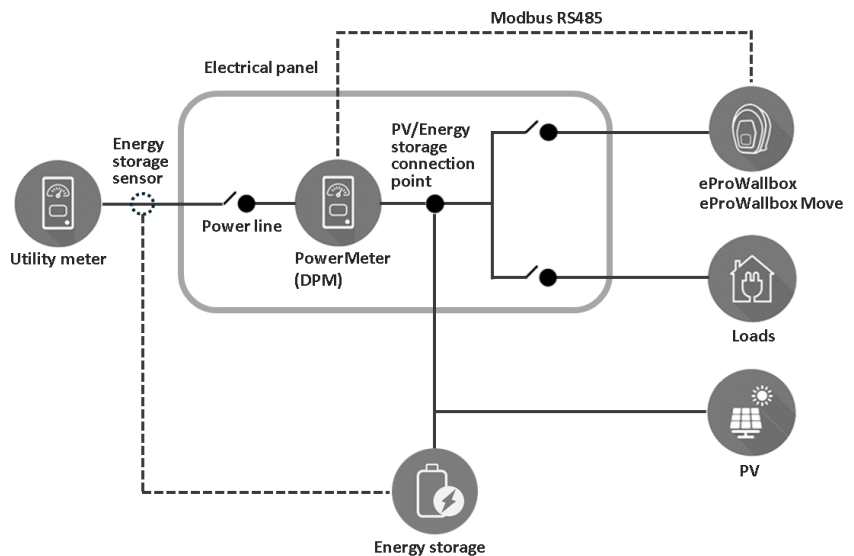 Modbus RS485
Electrical panel
Energy
storage
sensor
PV/Energy
storage
connection
point
eProWallbox
eProWallbox Move
Power line
Utility meter
PowerMeter
(DPM)
Loads
PV
Energy storage